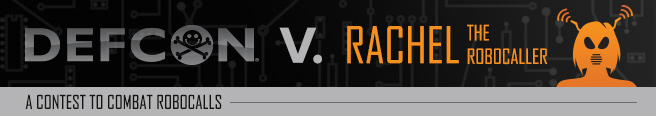 DEFCON V. RACHEL THE
ROBOCALLER
A CONTEST TO COMBAT ROBOCALLS